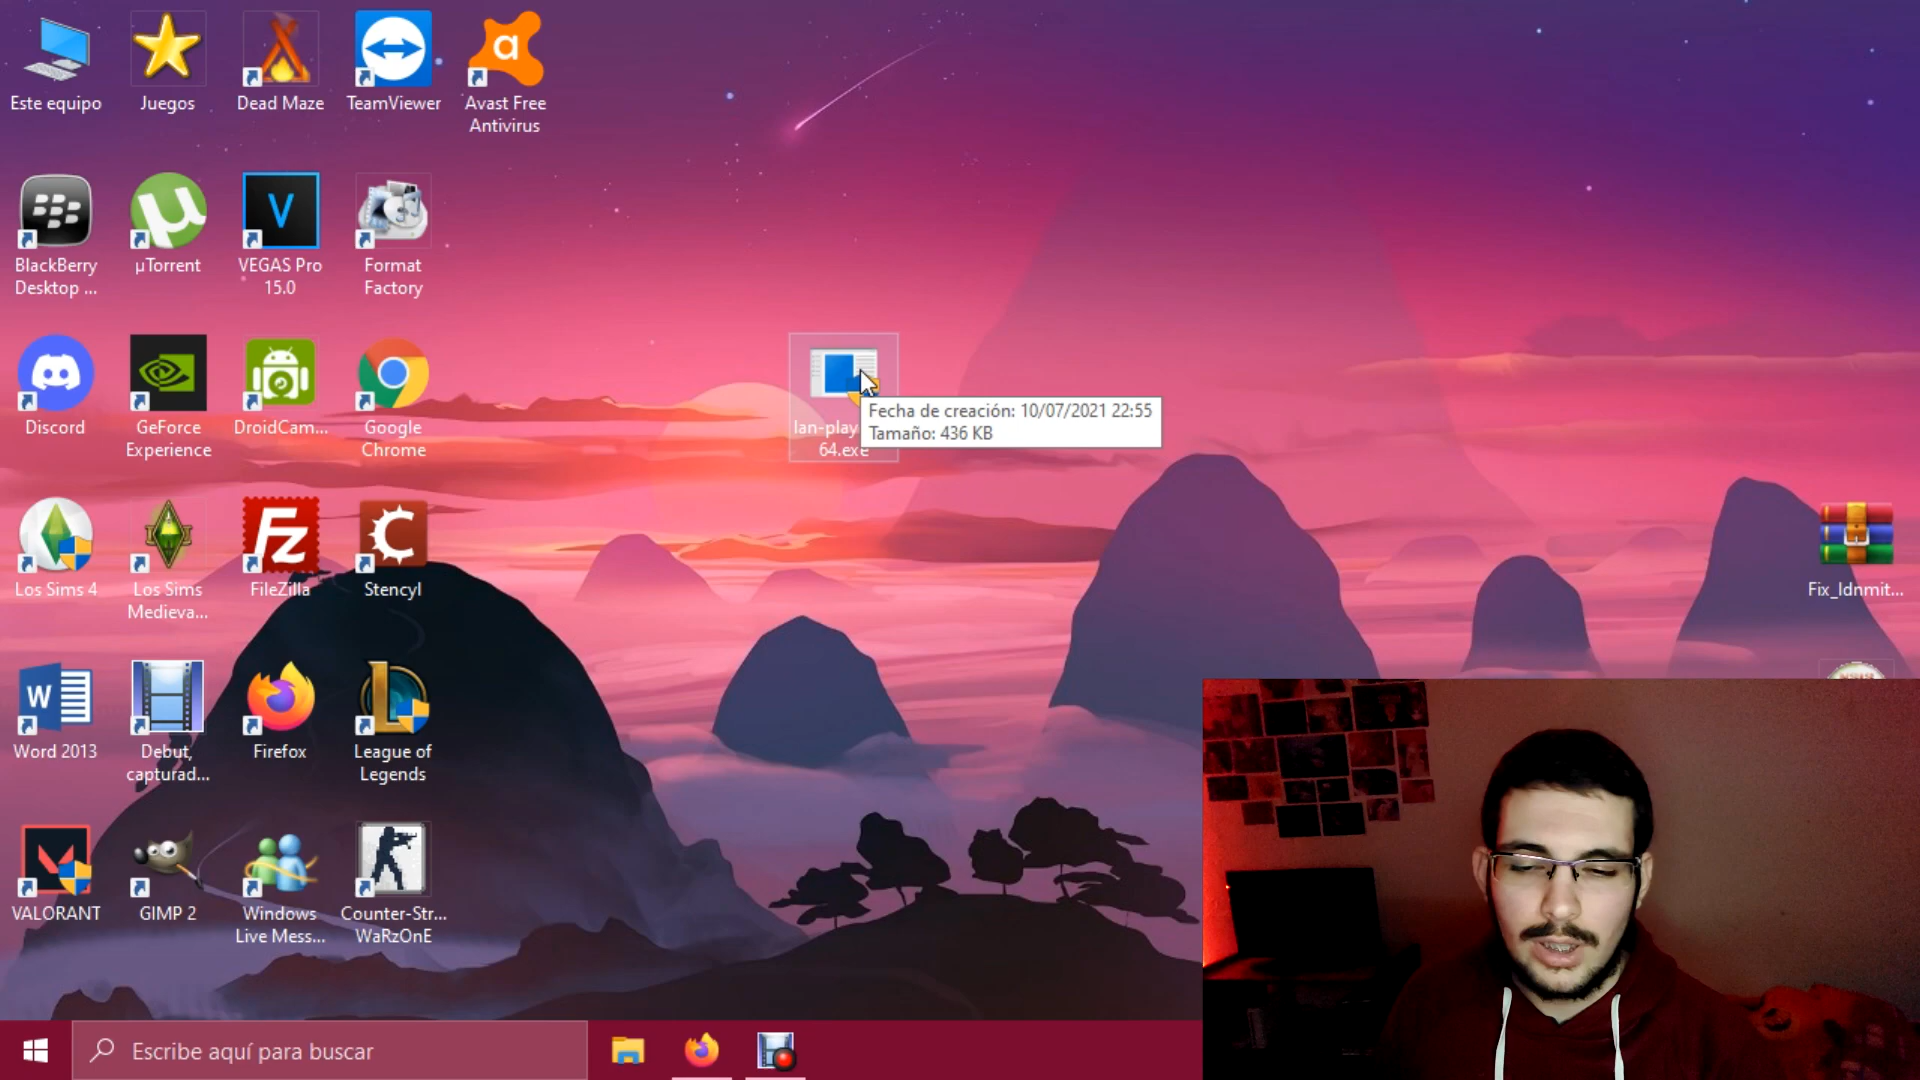 Este equipo
Juegos
Dead Maze
TeamViewer
Avast Free
Antivirus
BlackBerry
Desktop ...
µTorrent
VEGAS Pro
15.0
Format
Factory
Discord
GeForce
Experience
DroidCam...
Google
Chrome
lan-play
64.exe
Fecha de creación: 10/07/2021 22:55
Tamaño: 436 KB
Los Sims 4
Los Sims
Medieva...
FileZilla
Stencyl
Fix_ldnmit...
Word 2013
Debut,
capturad...
Firefox
League of
Legends
VALORANT
GIMP 2
Windows
Live Mess...
Counter-Str...
WaRzOnE
Escribe aquí para buscar